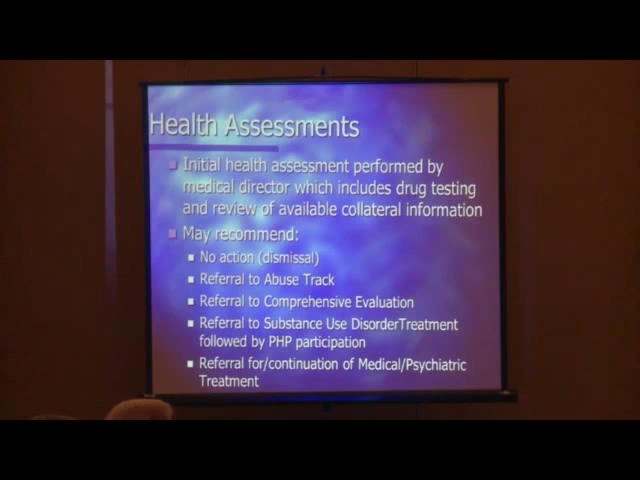 Health Assessments
Initial health assessment performed by
medical director which includes drug testing
and review of available collateral information
May recommend:
No action (dismissal)
Referral to Abuse Track
Referral to Comprehensive Evaluation
Referral to Substance Use DisorderTreatment
followed by PHP participation
Referral for/continuation of Medical/Psychiatric
Treatment